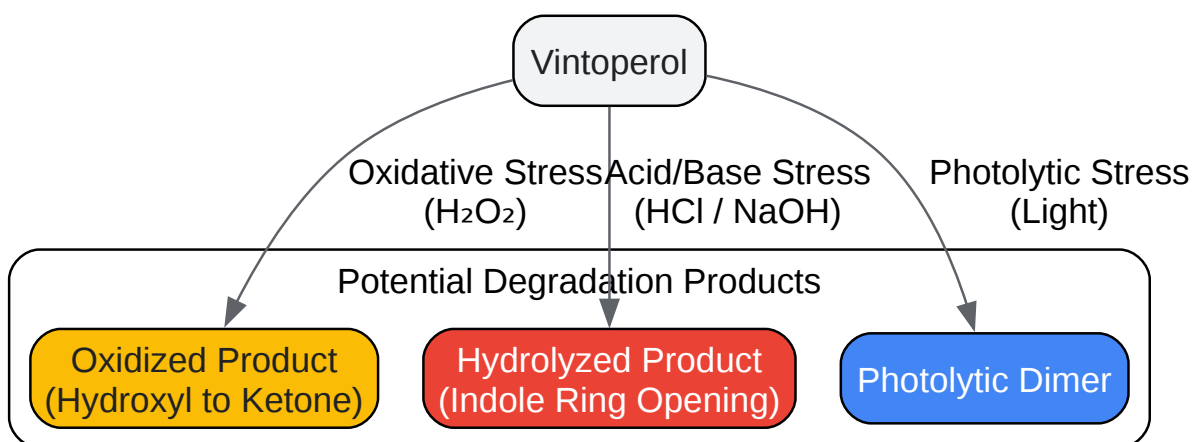 Vintoperol
Oxidative Stress
(H₂O₂)
Acid/Base Stress
(HCl / NaOH)
Photolytic Stress
(Light)
Potential Degradation Products
Oxidized Product
(Hydroxyl to Ketone)
Hydrolyzed Product
(Indole Ring Opening)
Photolytic Dimer